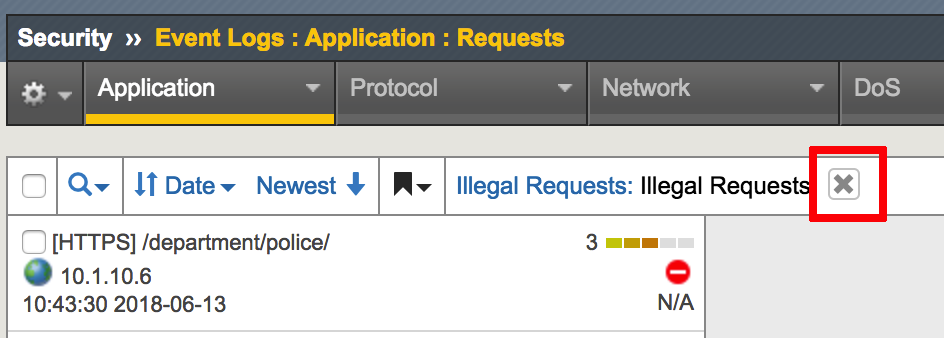 Security ›› Event Logs : Application : Requests
Application Protocol Network DoS
Date Newest Illegal Requests: Illegal Requests
[HTTPS] /department/police/ 3
10.1.10.6
10:43:30 2018-06-13 N/A